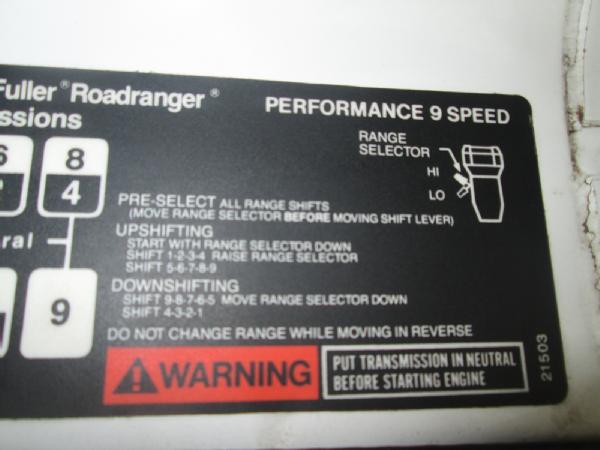 Fuller® Roadranger®
PERFORMANCE 9 SPEED
ssions
RANGE
SELECTOR
HI
LO
6
8
4
ral
9
PRE-SELECT ALL RANGE SHIFTS
(MOVE RANGE SELECTOR BEFORE MOVING SHIFT LEVER)
UPSHIFTING
START WITH RANGE SELECTOR DOWN
SHIFT 1-2-3-4 RAISE RANGE SELECTOR
SHIFT 5-6-7-8-9
DOWNSHIFTING
SHIFT 9-8-7-6-5 MOVE RANGE SELECTOR DOWN
SHIFT 4-3-2-1
DO NOT CHANGE RANGE WHILE MOVING IN REVERSE
WARNING
PUT TRANSMISSION IN NEUTRAL
BEFORE STARTING ENGINE
21503